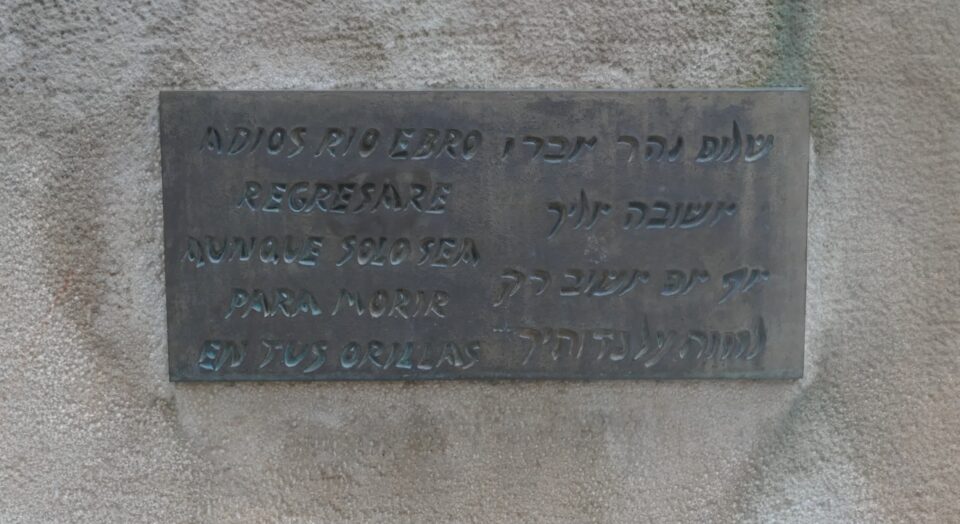 ADIOS RIO EBRO
REGRESARE
AUNQUE SOLO SEA
PARA MORIR
EN TUS ORILLAS
שלום נהר אברו
אשובה אליך
אף אם אשוב רק
למות על גדותיך